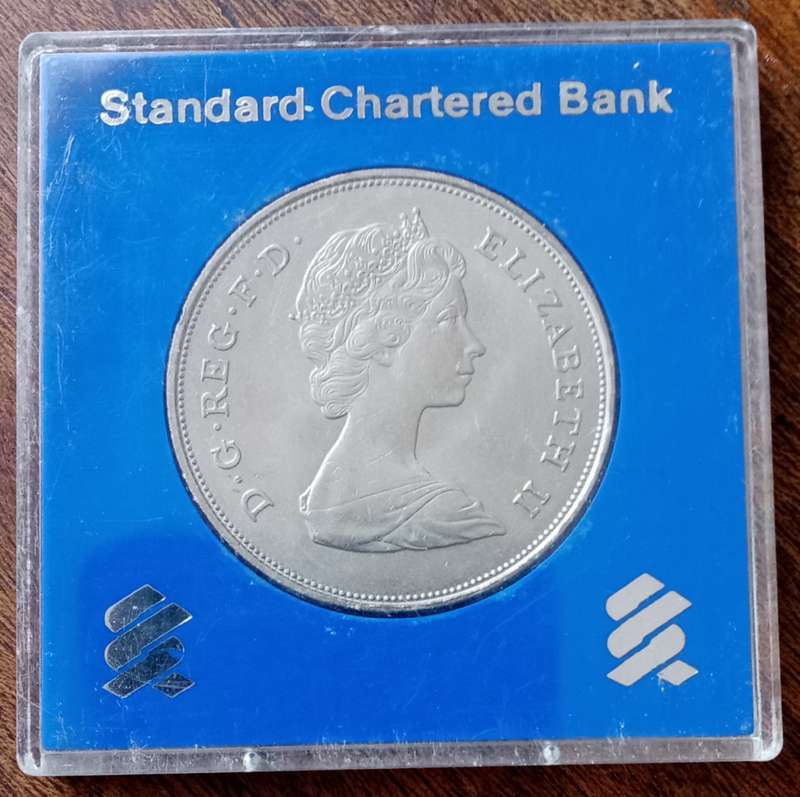 Standard Chartered Bank
D·G·REG·F·D· ELIZABETH II